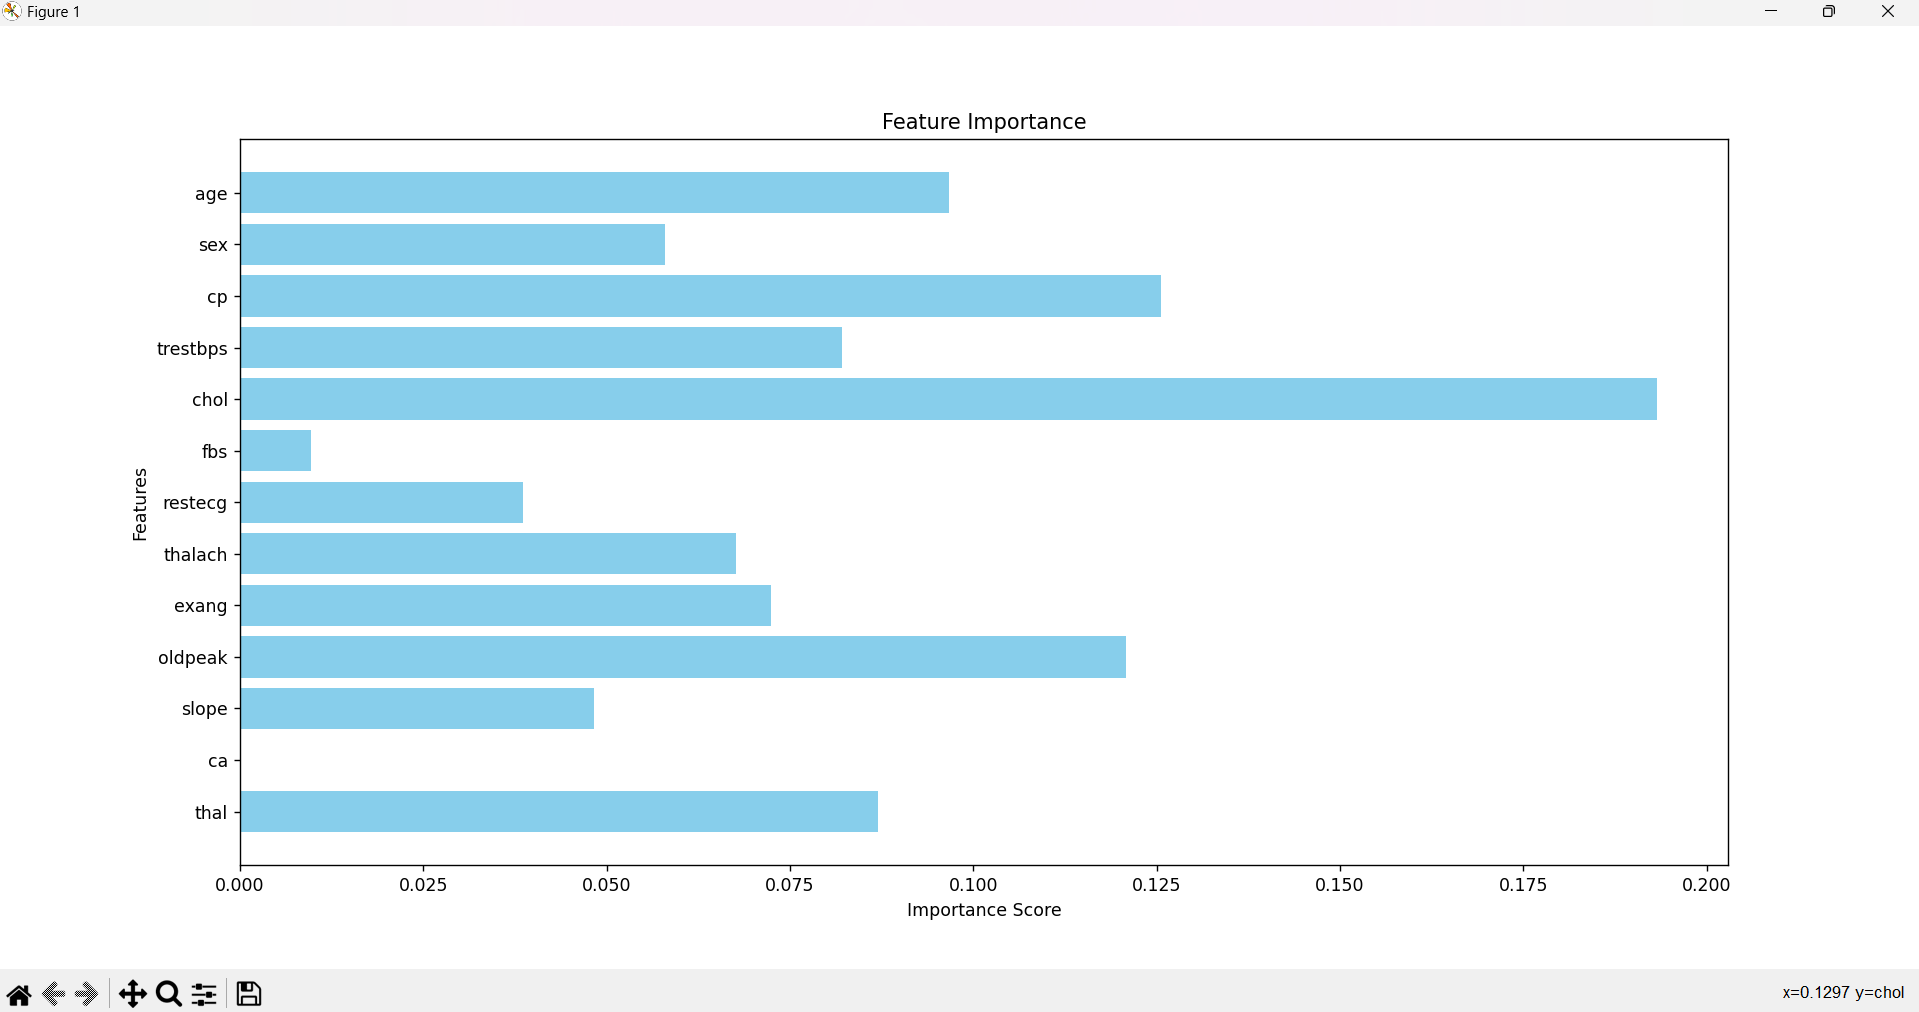 Figure 1
Feature Importance
age
sex
cp
trestbps
chol
fbs
restecg
thalach
exang
oldpeak
slope
ca
thal
Features
0.000 0.025 0.050 0.075 0.100 0.125 0.150 0.175 0.200
Importance Score
x=0.1297 y=chol